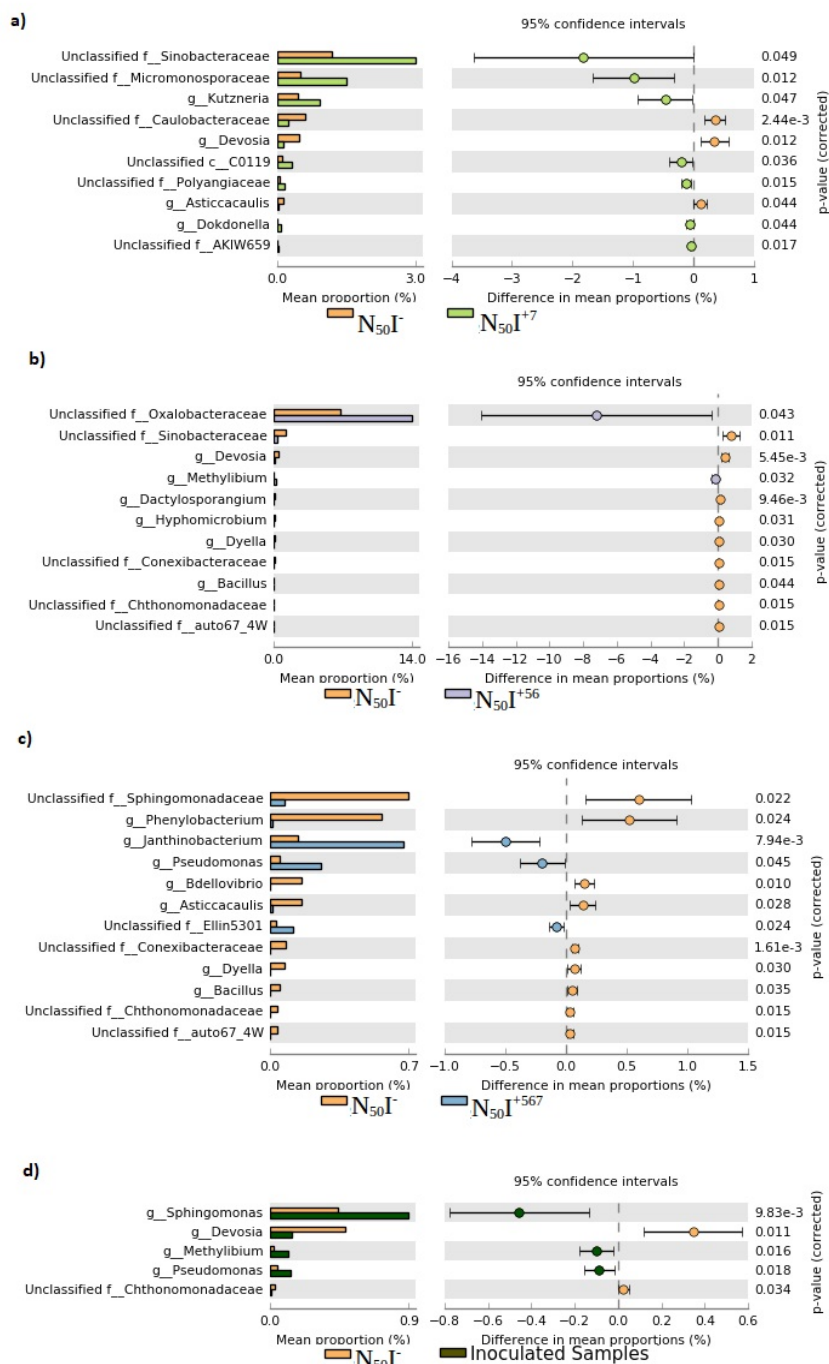 a)
95% confidence intervals
Unclassified f__Sinobacteraceae 0.049
Unclassified f__Micromonosporaceae 0.012
g__Kutzneria 0.047
Unclassified f__Caulobacteraceae 2.44e-3
g__Devosia 0.012
Unclassified c__C0119 0.036
Unclassified f__Polyangiaceae 0.015
g__Asticcacaulis 0.044
g__Dokdonella 0.044
Unclassified f__AKIW659 0.017
p-value (corrected)
0.0 3.0 −4 −3 −2 −1 0 1
Mean proportion (%) Difference in mean proportions (%)
N50I- N50I+7
b)
95% confidence intervals
Unclassified f__Oxalobacteraceae 0.043
Unclassified f__Sinobacteraceae 0.011
g__Devosia 5.45e-3
g__Methylibium 0.032
g__Dactylosporangium 9.46e-3
g__Hyphomicrobium 0.031
g__Dyella 0.030
Unclassified f__Conexibacteraceae 0.015
g__Bacillus 0.044
Unclassified f__Chthonomonadaceae 0.015
Unclassified f__auto67_4W 0.015
p-value (corrected)
0.0 14.0 −16 −14 −12 −10 −8 −6 −4 −2 0 2
Mean proportion (%) Difference in mean proportions (%)
N50I- N50I+56
c)
95% confidence intervals
Unclassified f__Sphingomonadaceae 0.022
g__Phenylobacterium 0.024
g__Janthinobacterium 7.94e-3
g__Pseudomonas 0.045
g__Bdellovibrio 0.010
g__Asticcacaulis 0.028
Unclassified f__Ellin5301 0.024
Unclassified f__Conexibacteraceae 1.61e-3
g__Dyella 0.030
g__Bacillus 0.035
Unclassified f__Chthonomonadaceae 0.015
Unclassified f__auto67_4W 0.015
p-value (corrected)
0.0 0.7 −1.0 −0.5 0.0 0.5 1.0 1.5
Mean proportion (%) Difference in mean proportions (%)
N50I- N50I+567
d)
95% confidence intervals
g__Sphingomonas 9.83e-3
g__Devosia 0.011
g__Methylibium 0.016
g__Pseudomonas 0.018
Unclassified f__Chthonomonadaceae 0.034
p-value (corrected)
0.0 0.9 −0.8 −0.6 −0.4 −0.2 0.0 0.2 0.4 0.6
Mean proportion (%) Difference in mean proportions (%)
N50I- Inoculated Samples